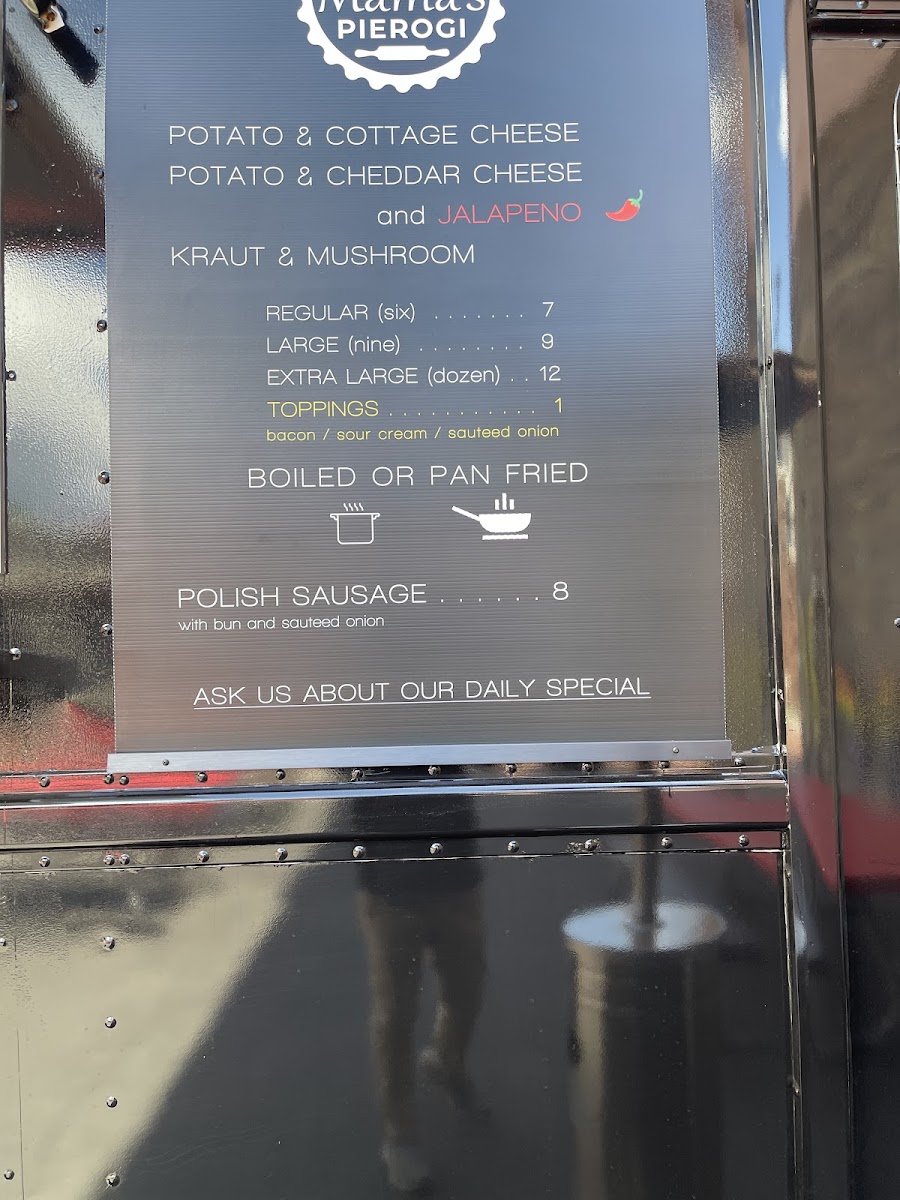 Mama's
PIEROGI
POTATO & COTTAGE CHEESE
POTATO & CHEDDAR CHEESE
and JALAPENO
KRAUT & MUSHROOM
REGULAR (six) . . . . . . . 7
LARGE (nine) . . . . . . . . 9
EXTRA LARGE (dozen) . . 12
TOPPINGS . . . . . . . . . . . 1
bacon / sour cream / sauteed onion
BOILED OR PAN FRIED
POLISH SAUSAGE . . . . . . 8
with bun and sauteed onion
ASK US ABOUT OUR DAILY SPECIAL